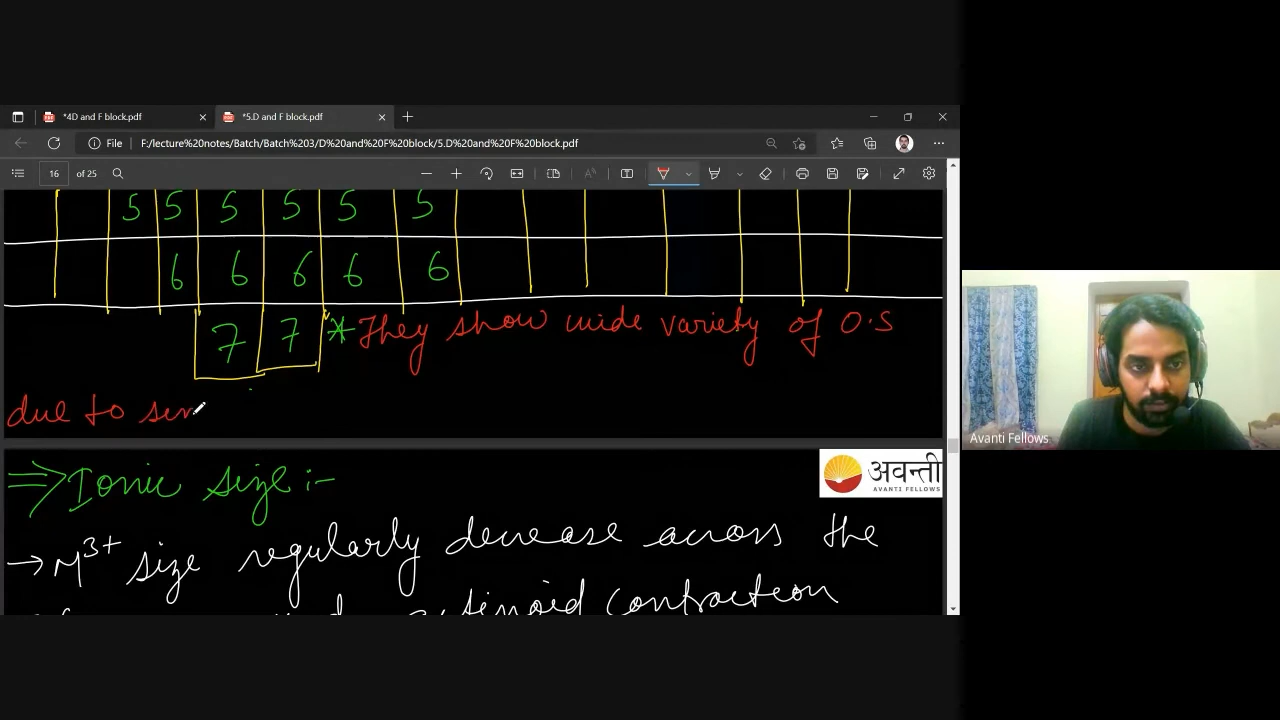 *4D and F block.pdf
*5.D and F block.pdf
File
F:/lecture%20notes/Batch/Batch%203/D%20and%20F%20block/5.D%20and%20F%20block.pdf
16 of 25
5 5 5 5 5 5
6 6 6 6 6
7 7 * They show wide variety of O.S
due to
⇒ Ionic size :-
अवन्ती
AVANTI FELLOWS
→ M3+ size regularly decrease across the
actinoid contraction
Avanti Fellows